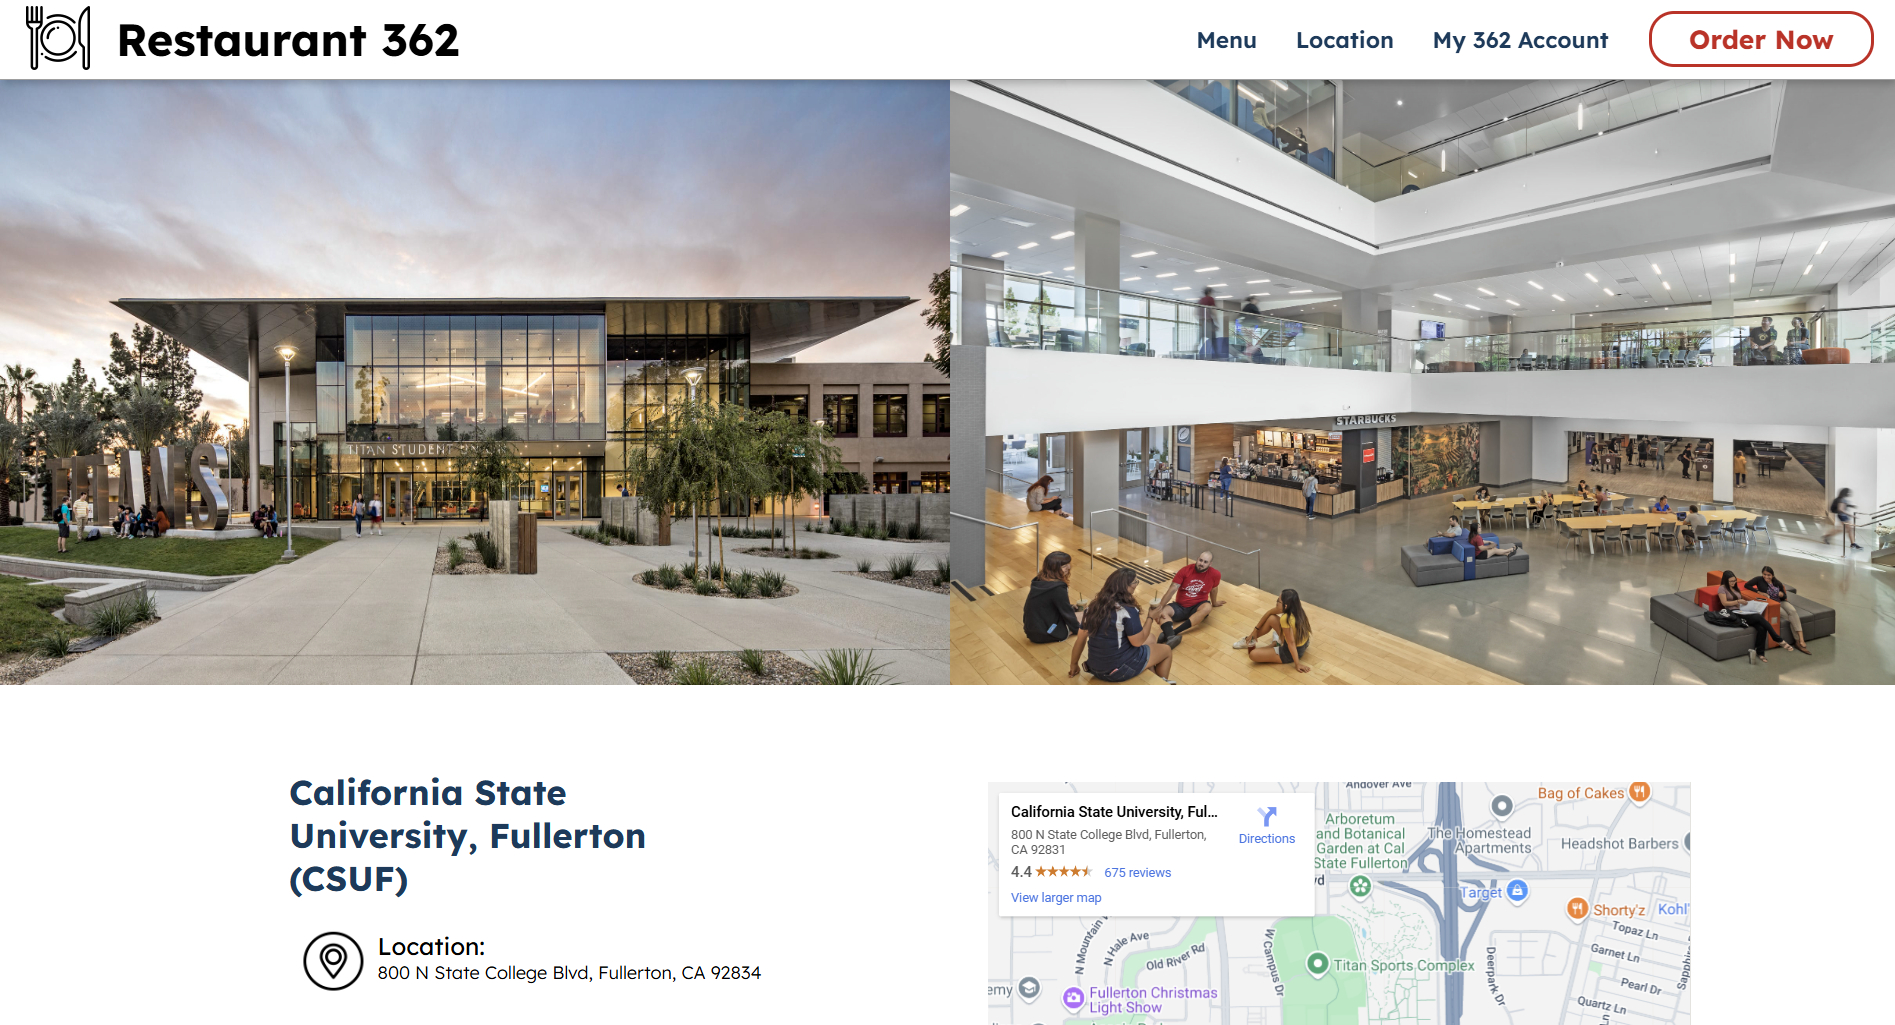 Restaurant 362
Menu
Location
My 362 Account
Order Now
TITANS
TITAN STUDENT
STARBUCKS
California State
University, Fullerton
(CSUF)
Location:
800 N State College Blvd, Fullerton, CA 92834
California State University, Ful...
800 N State College Blvd, Fullerton,
CA 92831
4.4
675 reviews
View larger map
Directions
Andover Ave
Bag of Cakes
Arboretum
and Botanical
Garden at Cal
State Fullerton
The Homestead
Apartments
Headshot Barbers
Target
Shorty'z
Kohl'
Topaz Ln
Garnet Ln
Pearl Dr
Quartz Ln
Deerpark Dr
N Hale Ave
Old River Rd
W Campus Dr
Titan Sports Complex
Fullerton Christmas
Light Show